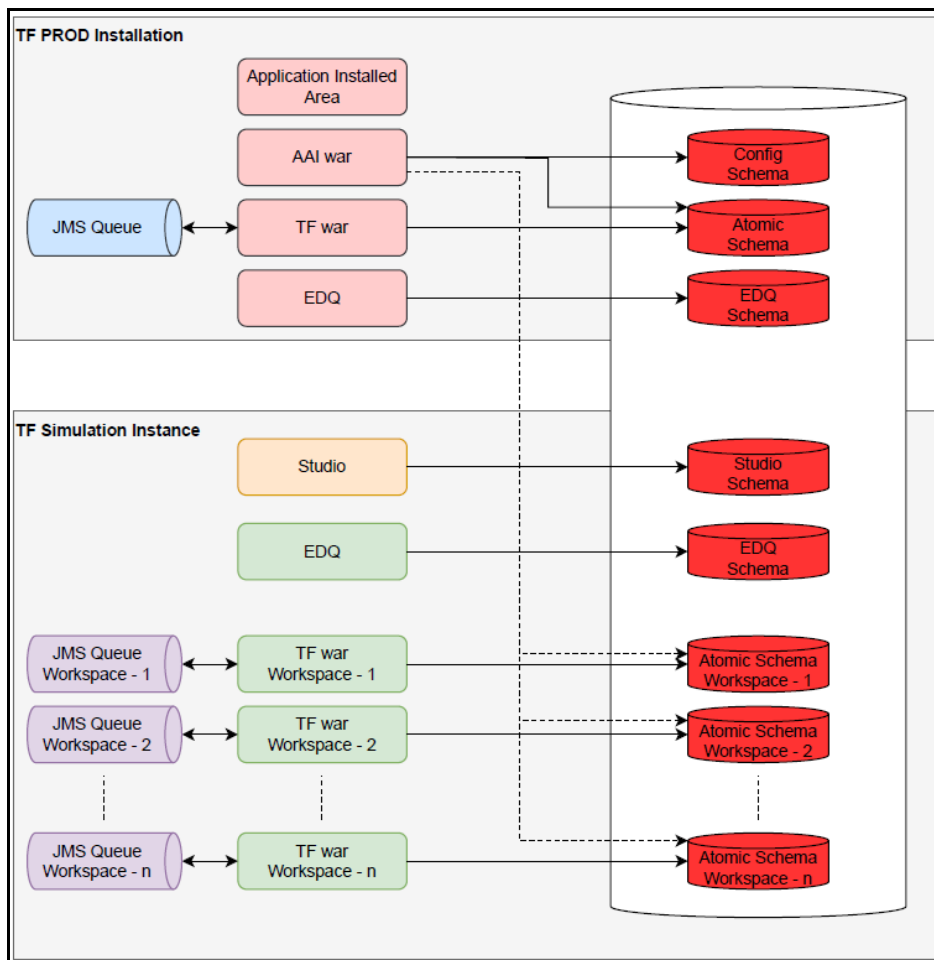 TF PROD Installation
Application Installed
Area
AAI war
Config
Schema
JMS Queue
TF war
Atomic
Schema
EDQ
EDQ
Schema
TF Simulation Instance
Studio
Studio
Schema
EDQ
EDQ
Schema
JMS Queue
Workspace - 1
TF war
Workspace - 1
Atomic Schema
Workspace - 1
JMS Queue
Workspace - 2
TF war
Workspace - 2
Atomic Schema
Workspace - 2
JMS Queue
Workspace - n
TF war
Workspace - n
Atomic Schema
Workspace - n